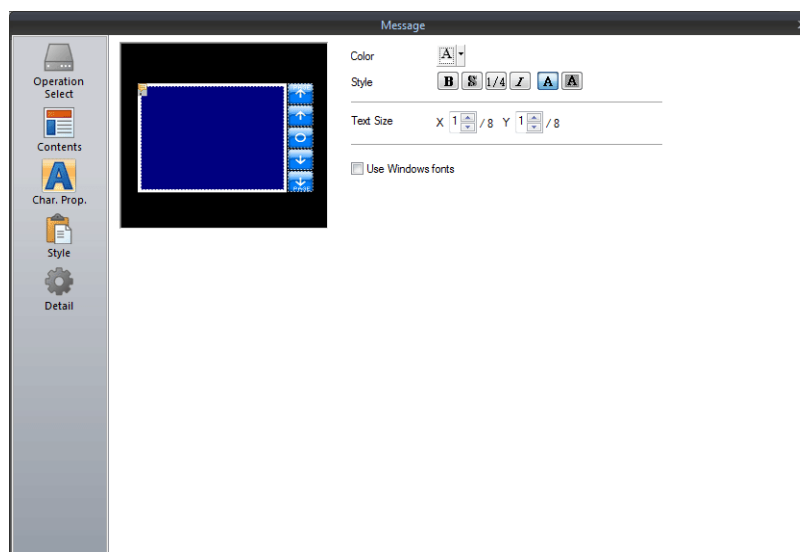 Message
Operation
Select
Contents
Char. Prop.
Style
Detail
PAGE
Color A
Style B S 1/4 I A A
Text Size X 1 / 8 Y 1 / 8
Use Windows fonts